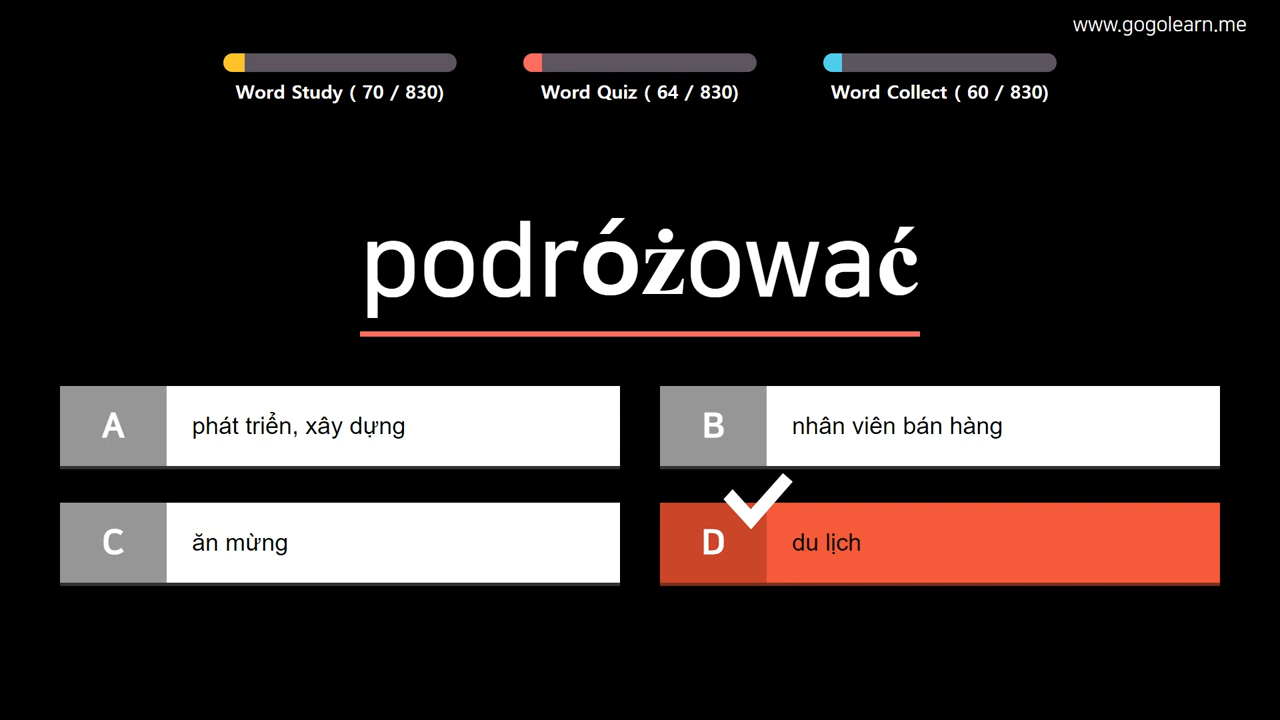 www.gogolearn.me
Word Study ( 70 / 830)
Word Quiz ( 64 / 830)
Word Collect ( 60 / 830)
podróżować
A phát triển, xây dựng
B nhân viên bán hàng
C ăn mừng
D du lịch